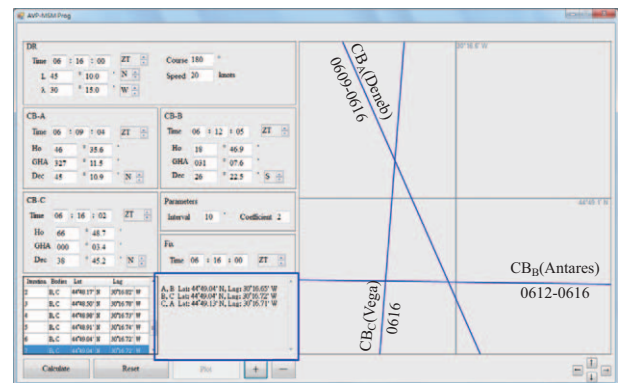 AVP-MSM Prog
DR
Time 06 : 16 : 00 ZT Course 180 °
L 45 ° 10.0 ' N Speed 20 knots
λ 30 ° 15.0 ' W
CB-A
Time 06 : 09 : 04 ZT
Ho 46 ° 35.6 '
GHA 327 ° 11.5 '
Dec 45 ° 10.9 ' N
CB-B
Time 06 : 12 : 05 ZT
Ho 18 ° 46.9 '
GHA 031 ° 07.6 '
Dec 26 ° 22.5 ' S
CB-C
Time 06 : 16 : 02 ZT
Ho 66 ° 48.7 '
GHA 000 ° 03.4 '
Dec 38 ° 45.2 ' N
Parameters
Interval 10 ' Coefficient 2
Fix
Time 06 : 16 : 00 ZT
Iteration Bodies Lat Lng
A, B Lat: 44°49.04' N, Lng: 30°16.65' W
B, C Lat: 44°49.04' N, Lng: 30°16.72' W
C, A Lat: 44°49.13' N, Lng: 30°16.71' W
Calculate Reset Plot + −
CB_A(Deneb)
0609-0616
CB_B(Antares)
0612-0616
CB_C(Vega)
0616